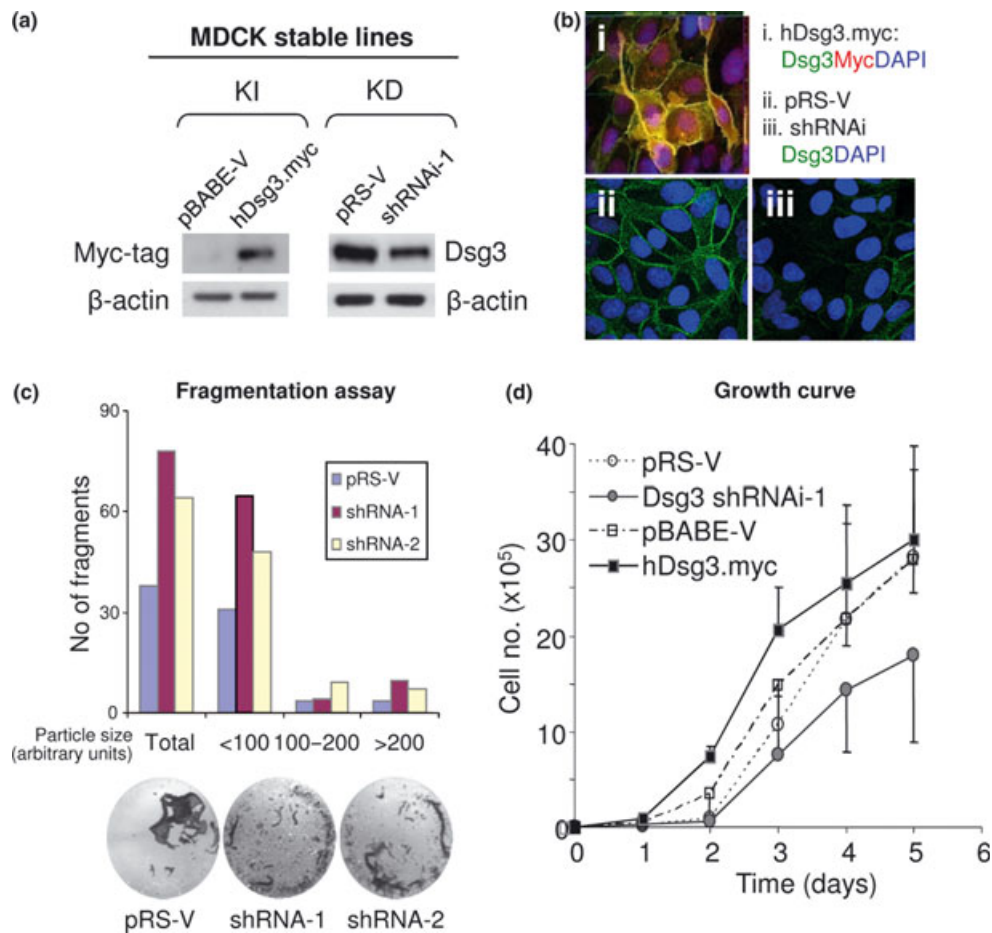 (a)
MDCK stable lines
KI
KD
pBABE-V
hDsg3.myc
pRS-V
shRNAi-1
Myc-tag
Dsg3
β-actin
β-actin
(b)
i
i. hDsg3.myc:
Dsg3MycDAPI
ii. pRS-V
iii. shRNAi
Dsg3DAPI
ii
iii
(c)
Fragmentation assay
No of fragments
90
60
30
0
pRS-V
shRNA-1
shRNA-2
Particle size
(arbitrary units)
Total
<100
100–200
>200
pRS-V
shRNA-1
shRNA-2
(d)
Growth curve
Cell no. (x10⁵)
40
30
20
10
0
pRS-V
Dsg3 shRNAi-1
pBABE-V
hDsg3.myc
0 1 2 3 4 5 6
Time (days)